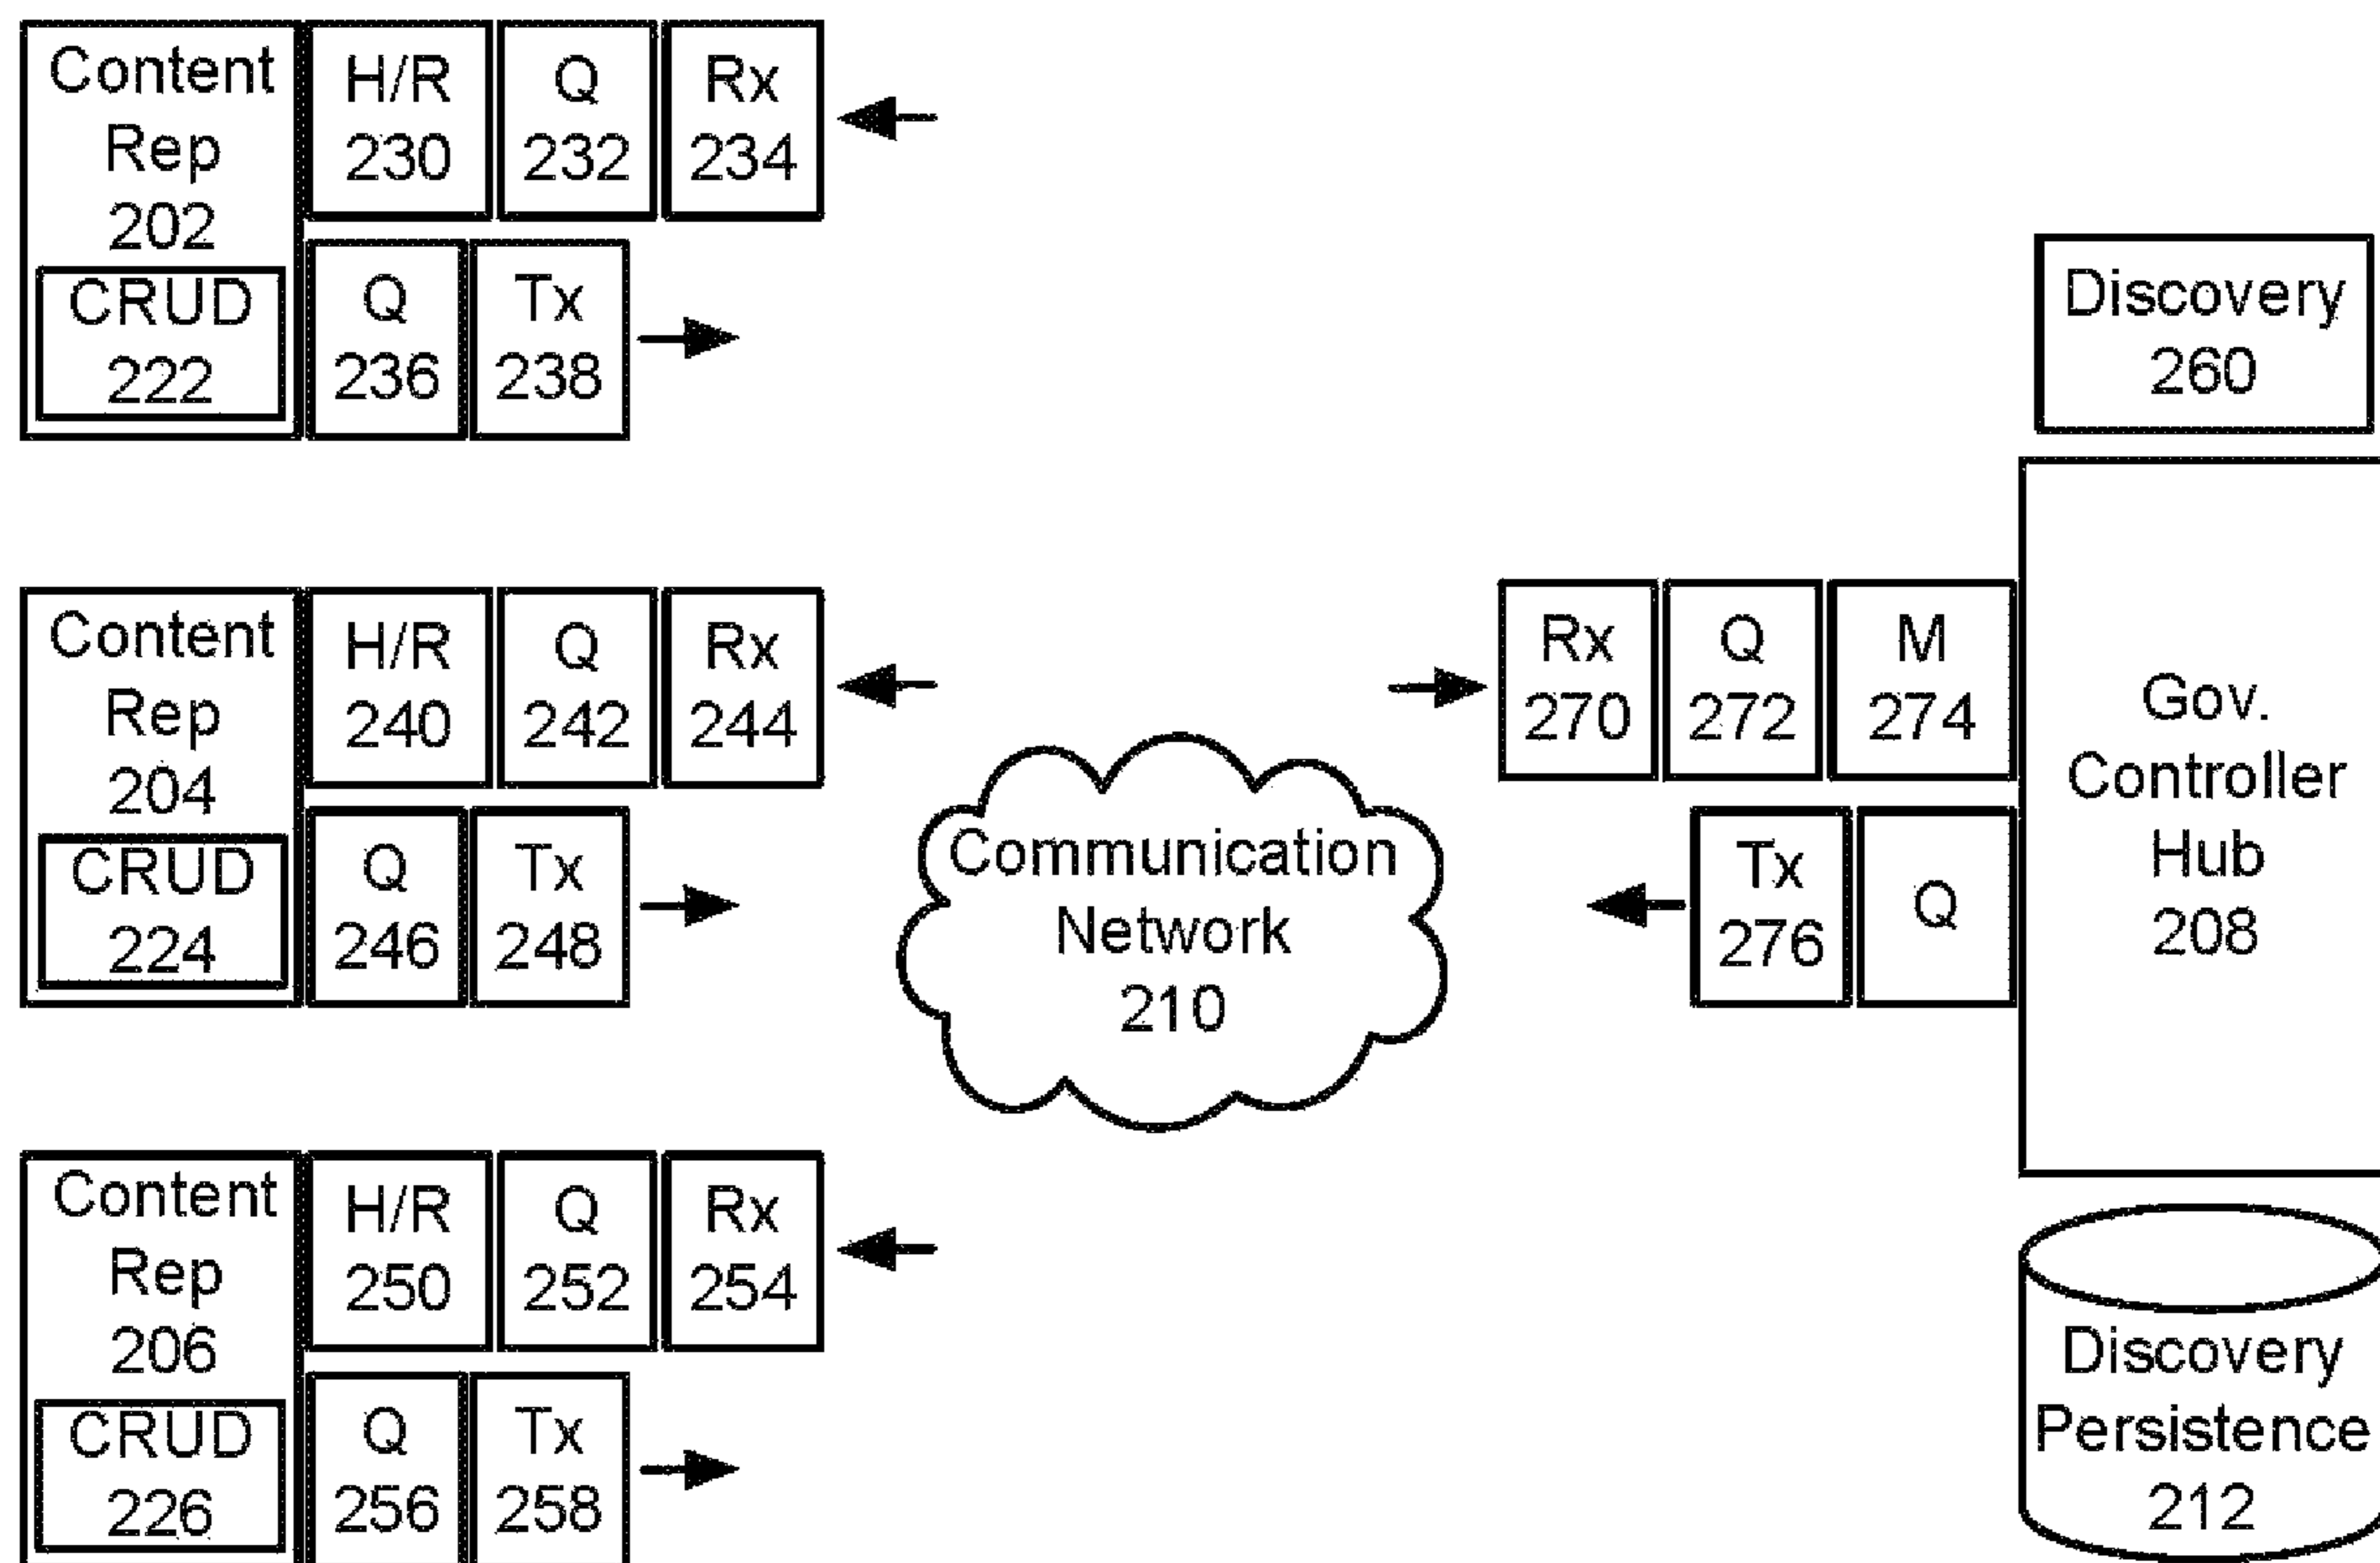 Content
Rep
202
CRUD
222
H/R
230
Q
232
Rx
234
Q
236
Tx
238
Content
Rep
204
CRUD
224
H/R
240
Q
242
Rx
244
Q
246
Tx
248
Content
Rep
206
CRUD
226
H/R
250
Q
252
Rx
254
Q
256
Tx
258
Communication
Network
210
Rx
270
Q
272
M
274
Tx
276
Q
Discovery
260
Gov.
Controller
Hub
208
Discovery
Persistence
212